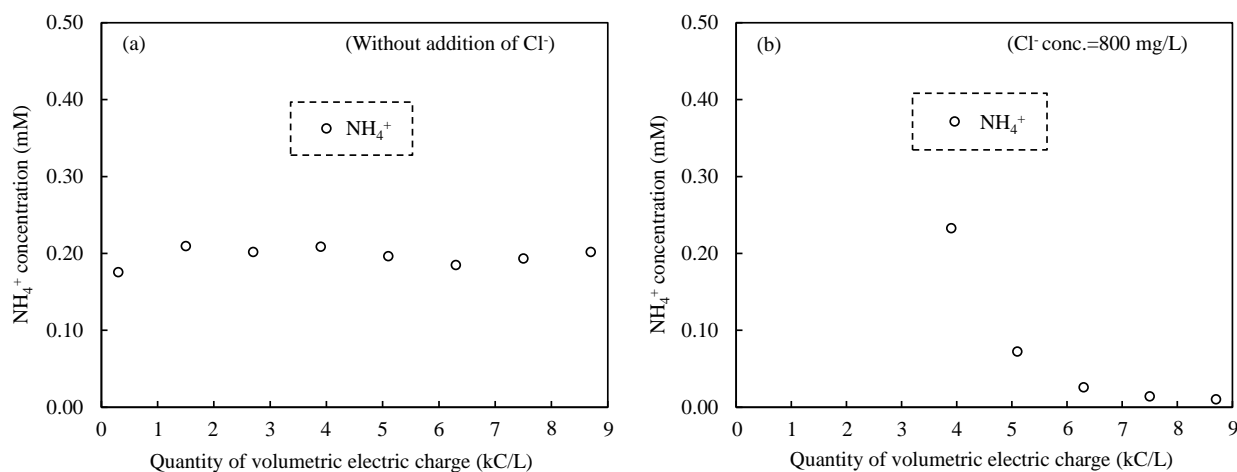 (a)
(Without addition of Cl⁻)
NH₄⁺
NH₄⁺ concentration (mM)
0.50
0.40
0.30
0.20
0.10
0.00
0 1 2 3 4 5 6 7 8 9
Quantity of volumetric electric charge (kC/L)
(b)
(Cl⁻ conc.=800 mg/L)
NH₄⁺
NH₄⁺ concentration (mM)
0.50
0.40
0.30
0.20
0.10
0.00
0 1 2 3 4 5 6 7 8 9
Quantity of volumetric electric charge (kC/L)